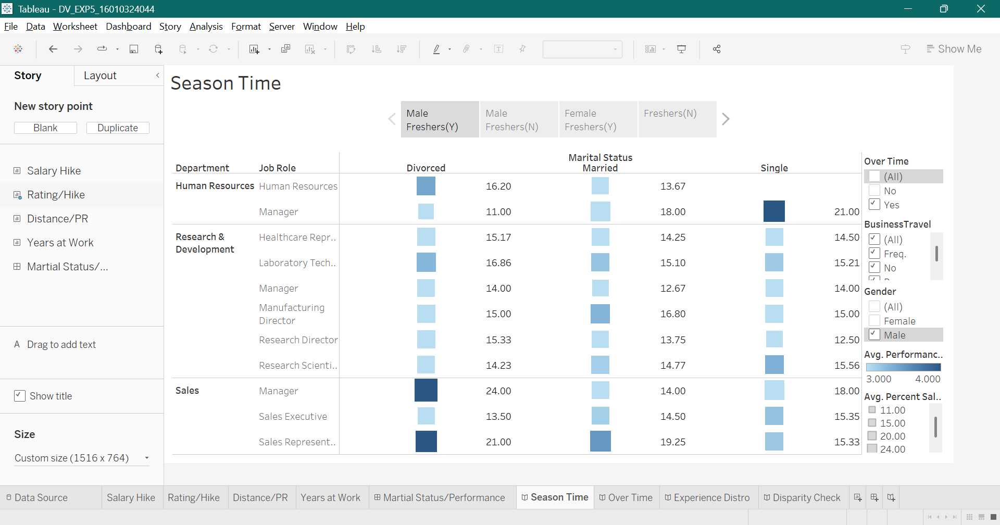 Tableau - DV_EXP5_16010324044
File Data Worksheet Dashboard Story Analysis Format Server Window Help
Show Me
Story Layout
New story point
Blank Duplicate
Salary Hike
Rating/Hike
Distance/PR
Years at Work
Martial Status/...
A Drag to add text
Show title
Size
Custom size (1516 x 764)
Season Time
Male Freshers(Y)
Male Freshers(N)
Female Freshers(Y)
Freshers(N)
Marital Status
Department Job Role Divorced Married Single
Human Resources Human Resources 16.20 13.67
Manager 11.00 18.00 21.00
Research & Development Healthcare Repr.. 15.17 14.25 14.50
Laboratory Tech.. 16.86 15.10 15.21
Manager 14.00 12.67 14.00
Manufacturing Director 15.00 16.80 15.00
Research Director 15.33 13.75 12.50
Research Scienti.. 14.23 14.77 15.56
Sales Manager 24.00 14.00 18.00
Sales Executive 13.50 14.50 15.35
Sales Represent.. 21.00 19.25 15.33
Over Time
(All)
No
Yes
BusinessTravel
(All)
Freq.
No
Gender
(All)
Female
Male
Avg. Performanc..
3.000 4.000
Avg. Percent Sal..
11.00
15.00
20.00
24.00
Data Source Salary Hike Rating/Hike Distance/PR Years at Work Martial Status/Performance Season Time Over Time Experience Distro Disparity Check